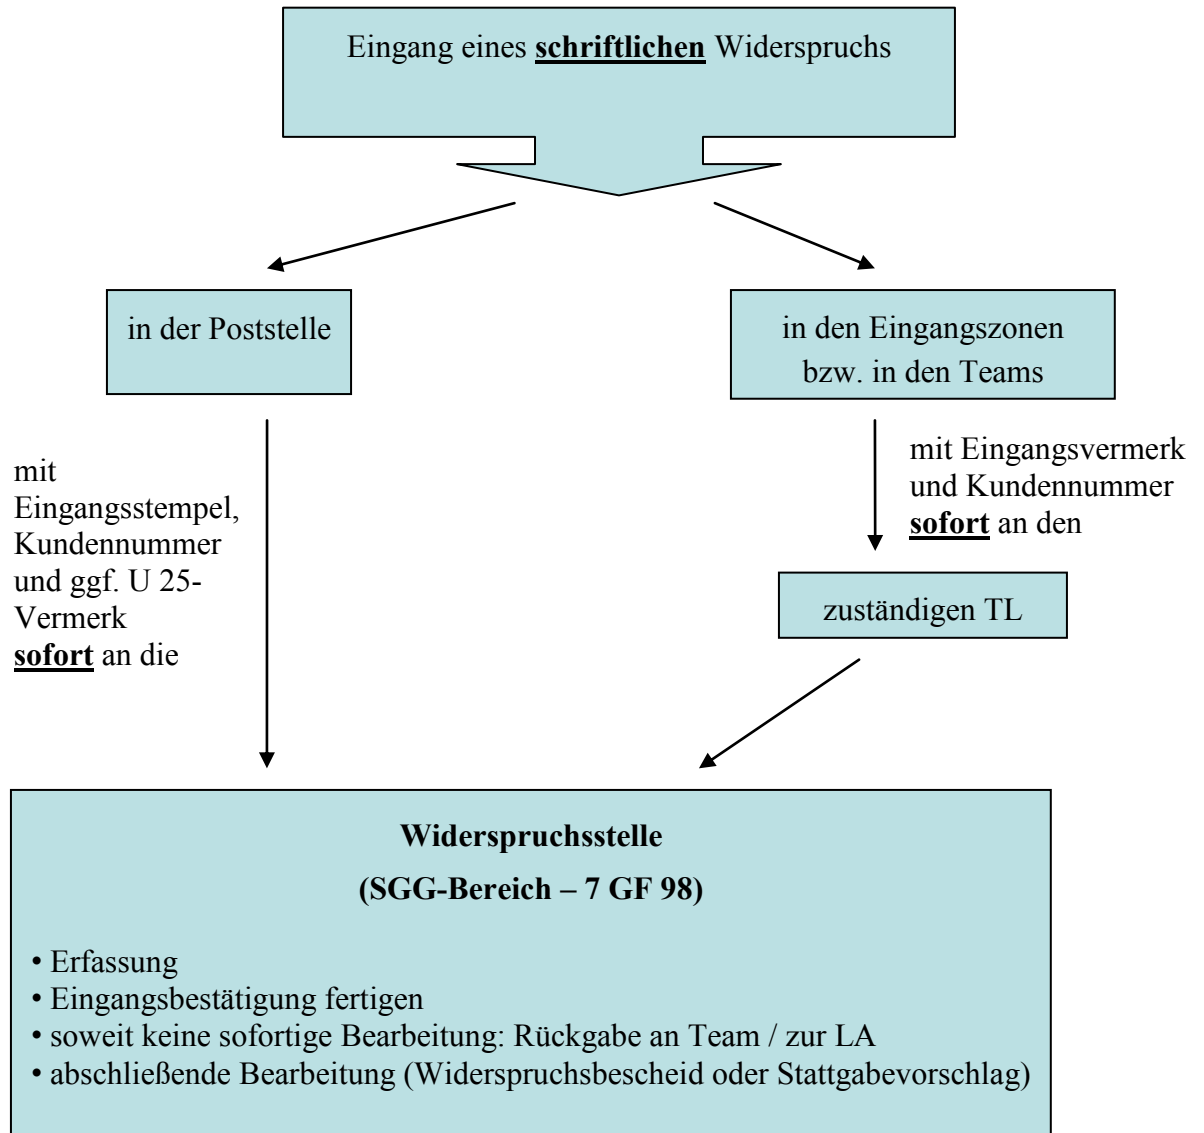 Eingang eines schriftlichen Widerspruchs
in der Poststelle
in den Eingangszonen
bzw. in den Teams
mit
Eingangsstempel,
Kundennummer
und ggf. U 25-
Vermerk
sofort an die
mit Eingangsvermerk
und Kundennummer
sofort an den
zuständigen TL
Widerspruchsstelle
(SGG-Bereich – 7 GF 98)
• Erfassung
• Eingangsbestätigung fertigen
• soweit keine sofortige Bearbeitung: Rückgabe an Team / zur LA
• abschließende Bearbeitung (Widerspruchsbescheid oder Stattgabevorschlag)